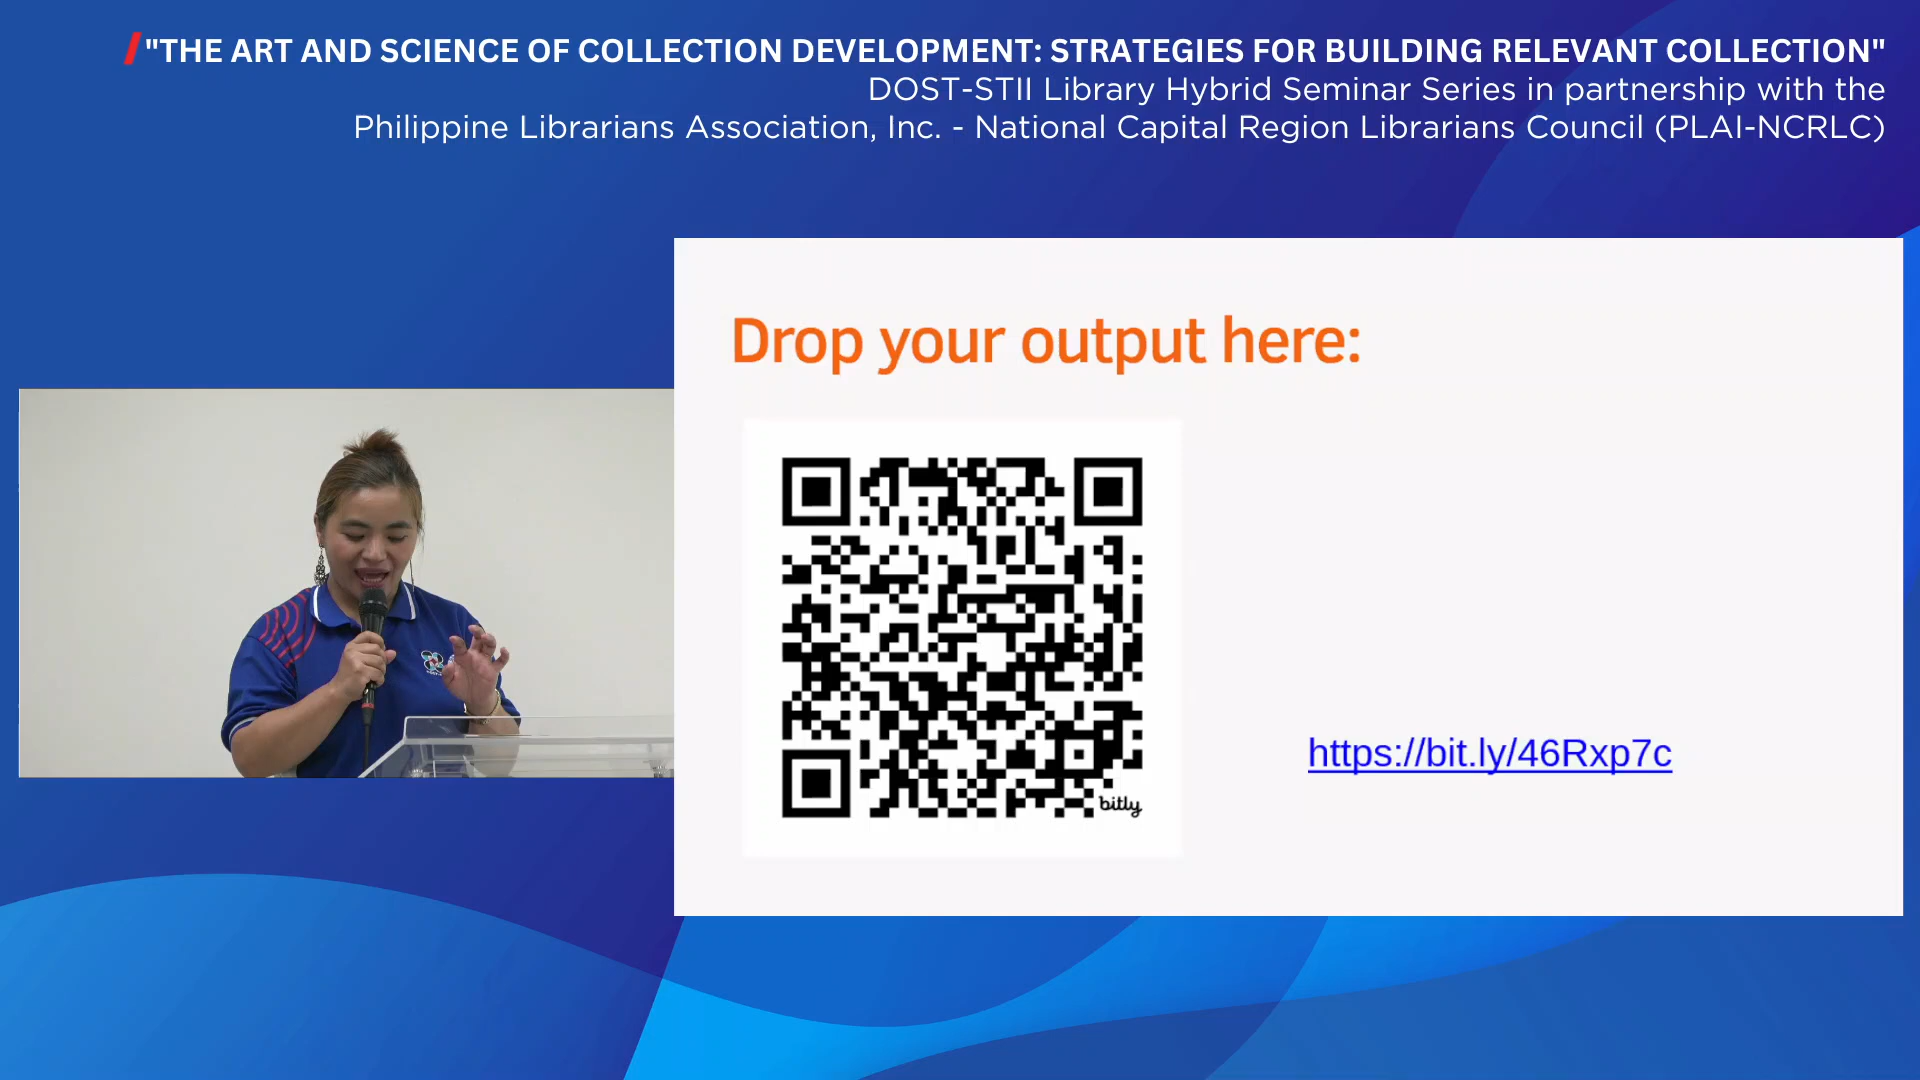 "THE ART AND SCIENCE OF COLLECTION DEVELOPMENT: STRATEGIES FOR BUILDING RELEVANT COLLECTION"
DOST-STII Library Hybrid Seminar Series in partnership with the
Philippine Librarians Association, Inc. - National Capital Region Librarians Council (PLAI-NCRLC)
Drop your output here:
bitly
https://bit.ly/46Rxp7c